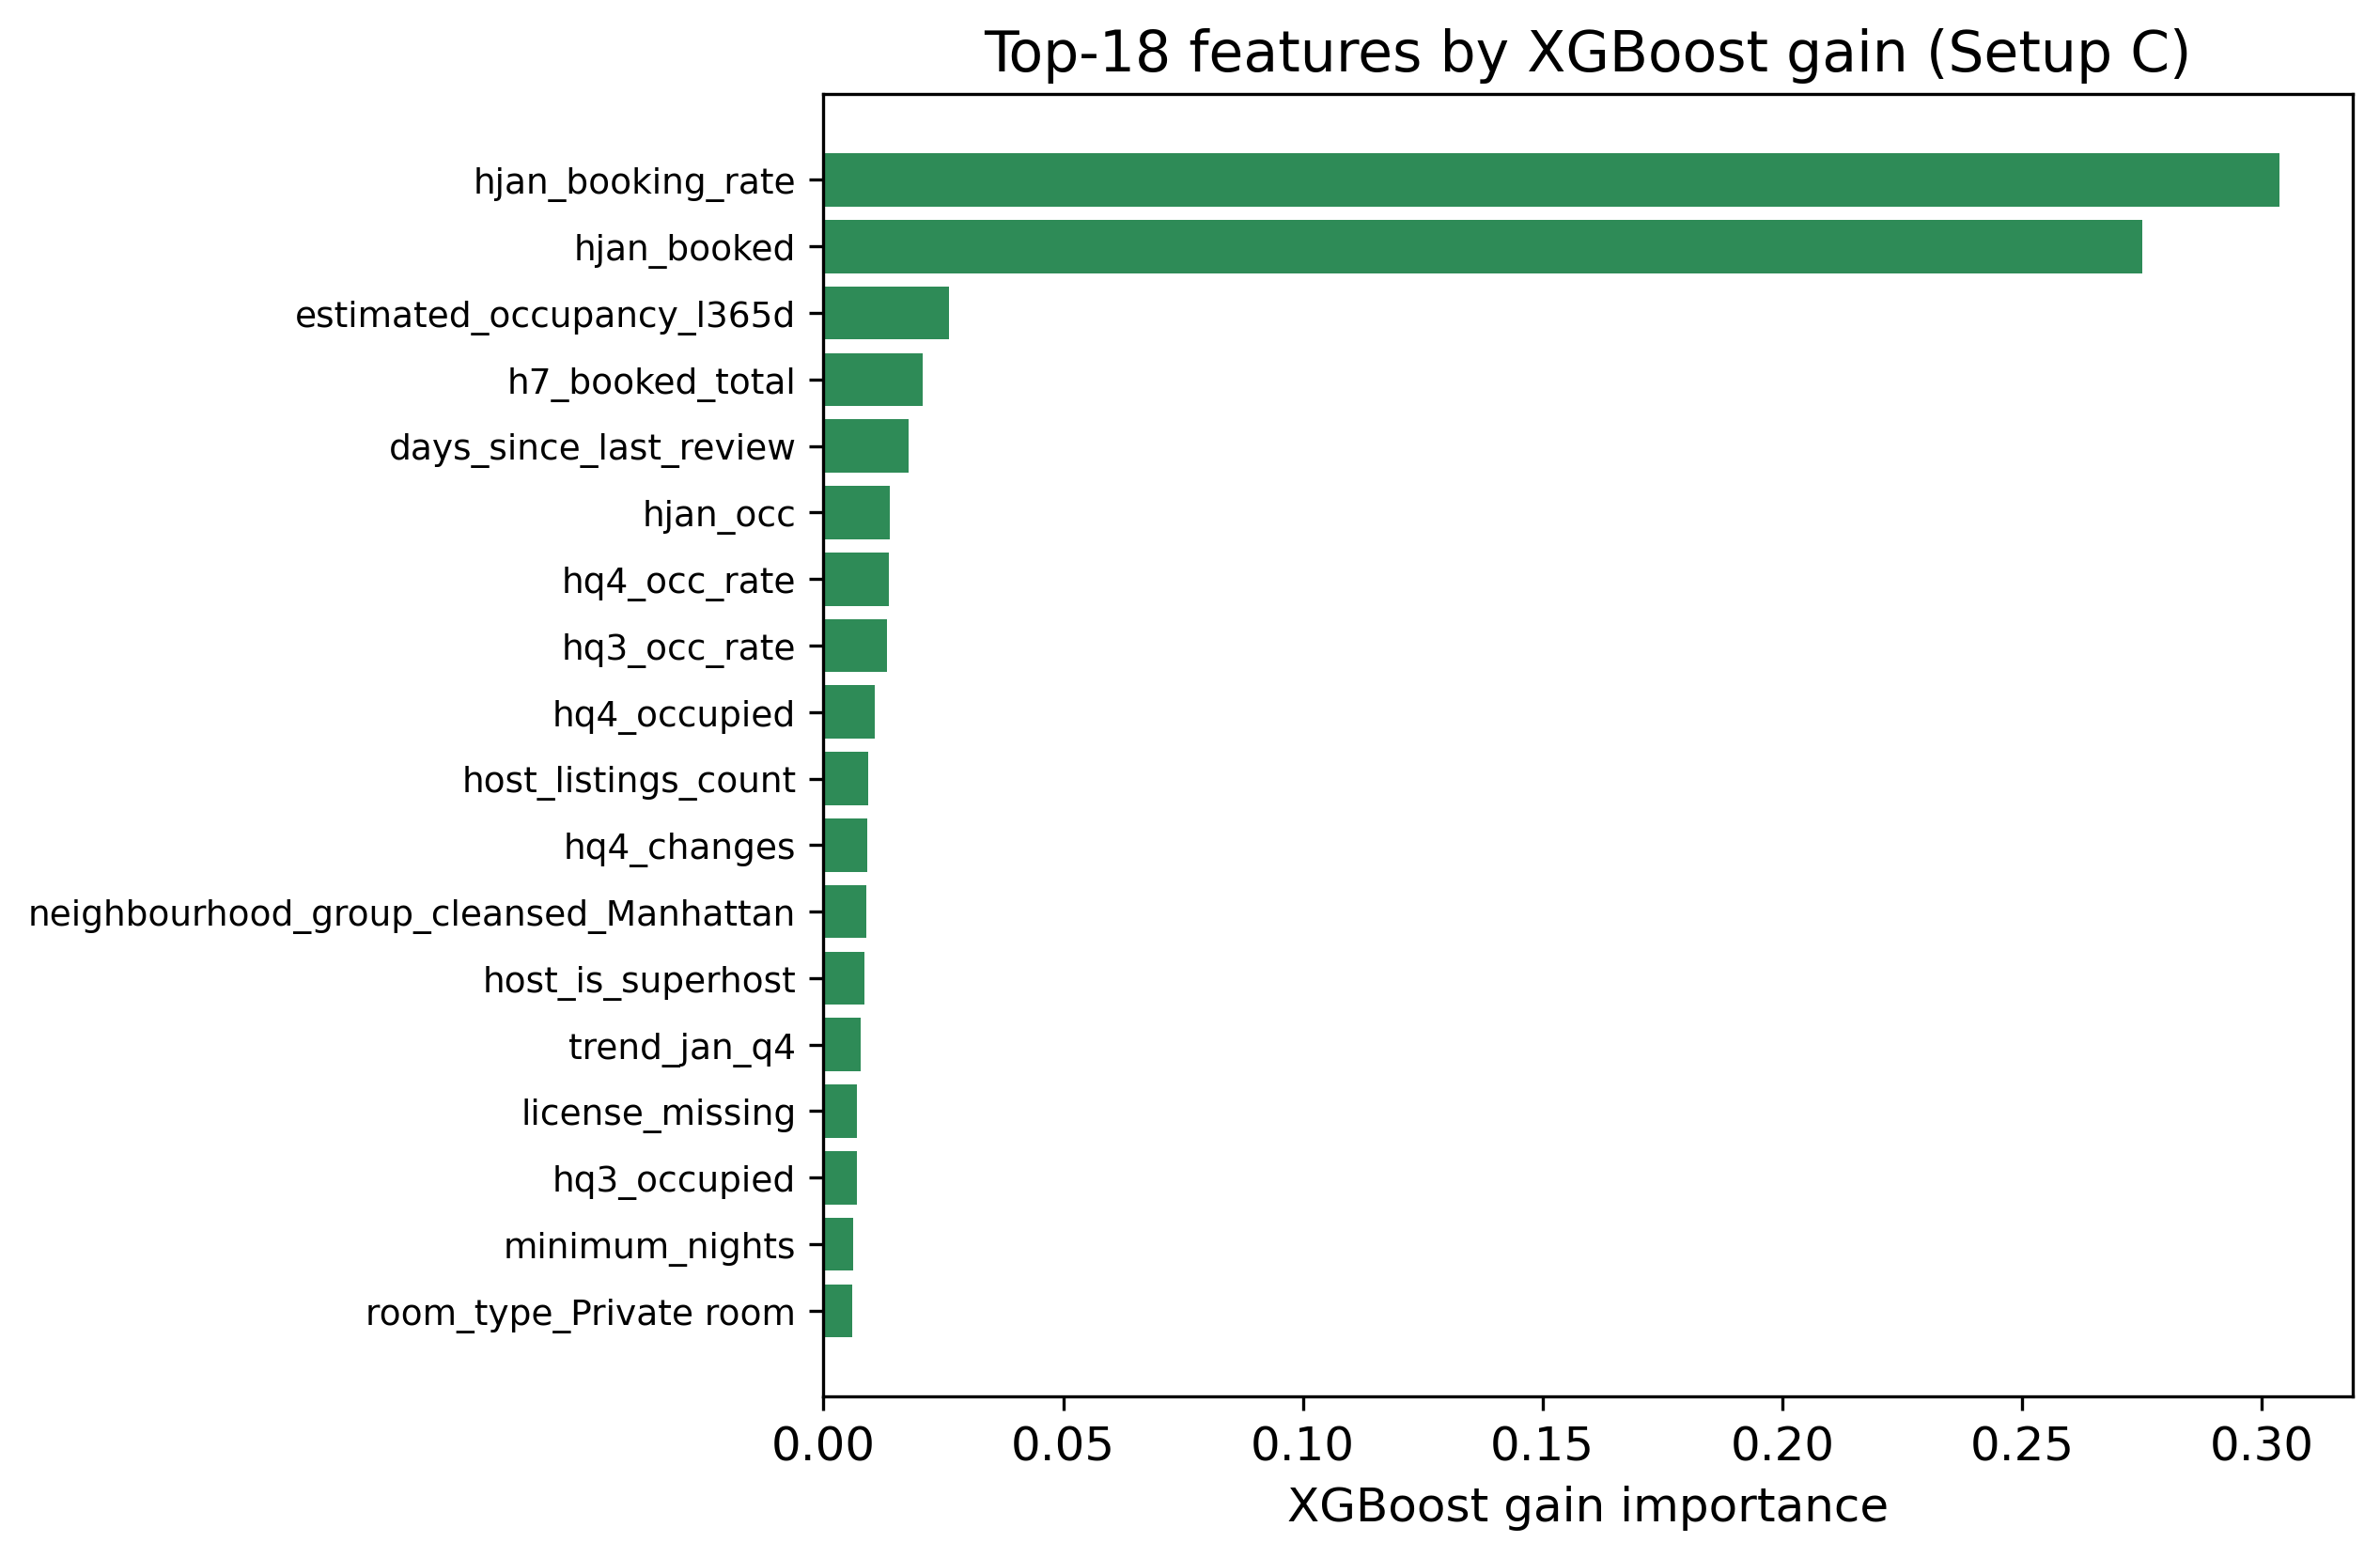 Top-18 features by XGBoost gain (Setup C)
hjan_booking_rate
hjan_booked
estimated_occupancy_l365d
h7_booked_total
days_since_last_review
hjan_occ
hq4_occ_rate
hq3_occ_rate
hq4_occupied
host_listings_count
hq4_changes
neighbourhood_group_cleansed_Manhattan
host_is_superhost
trend_jan_q4
license_missing
hq3_occupied
minimum_nights
room_type_Private room
0.00 0.05 0.10 0.15 0.20 0.25 0.30
XGBoost gain importance